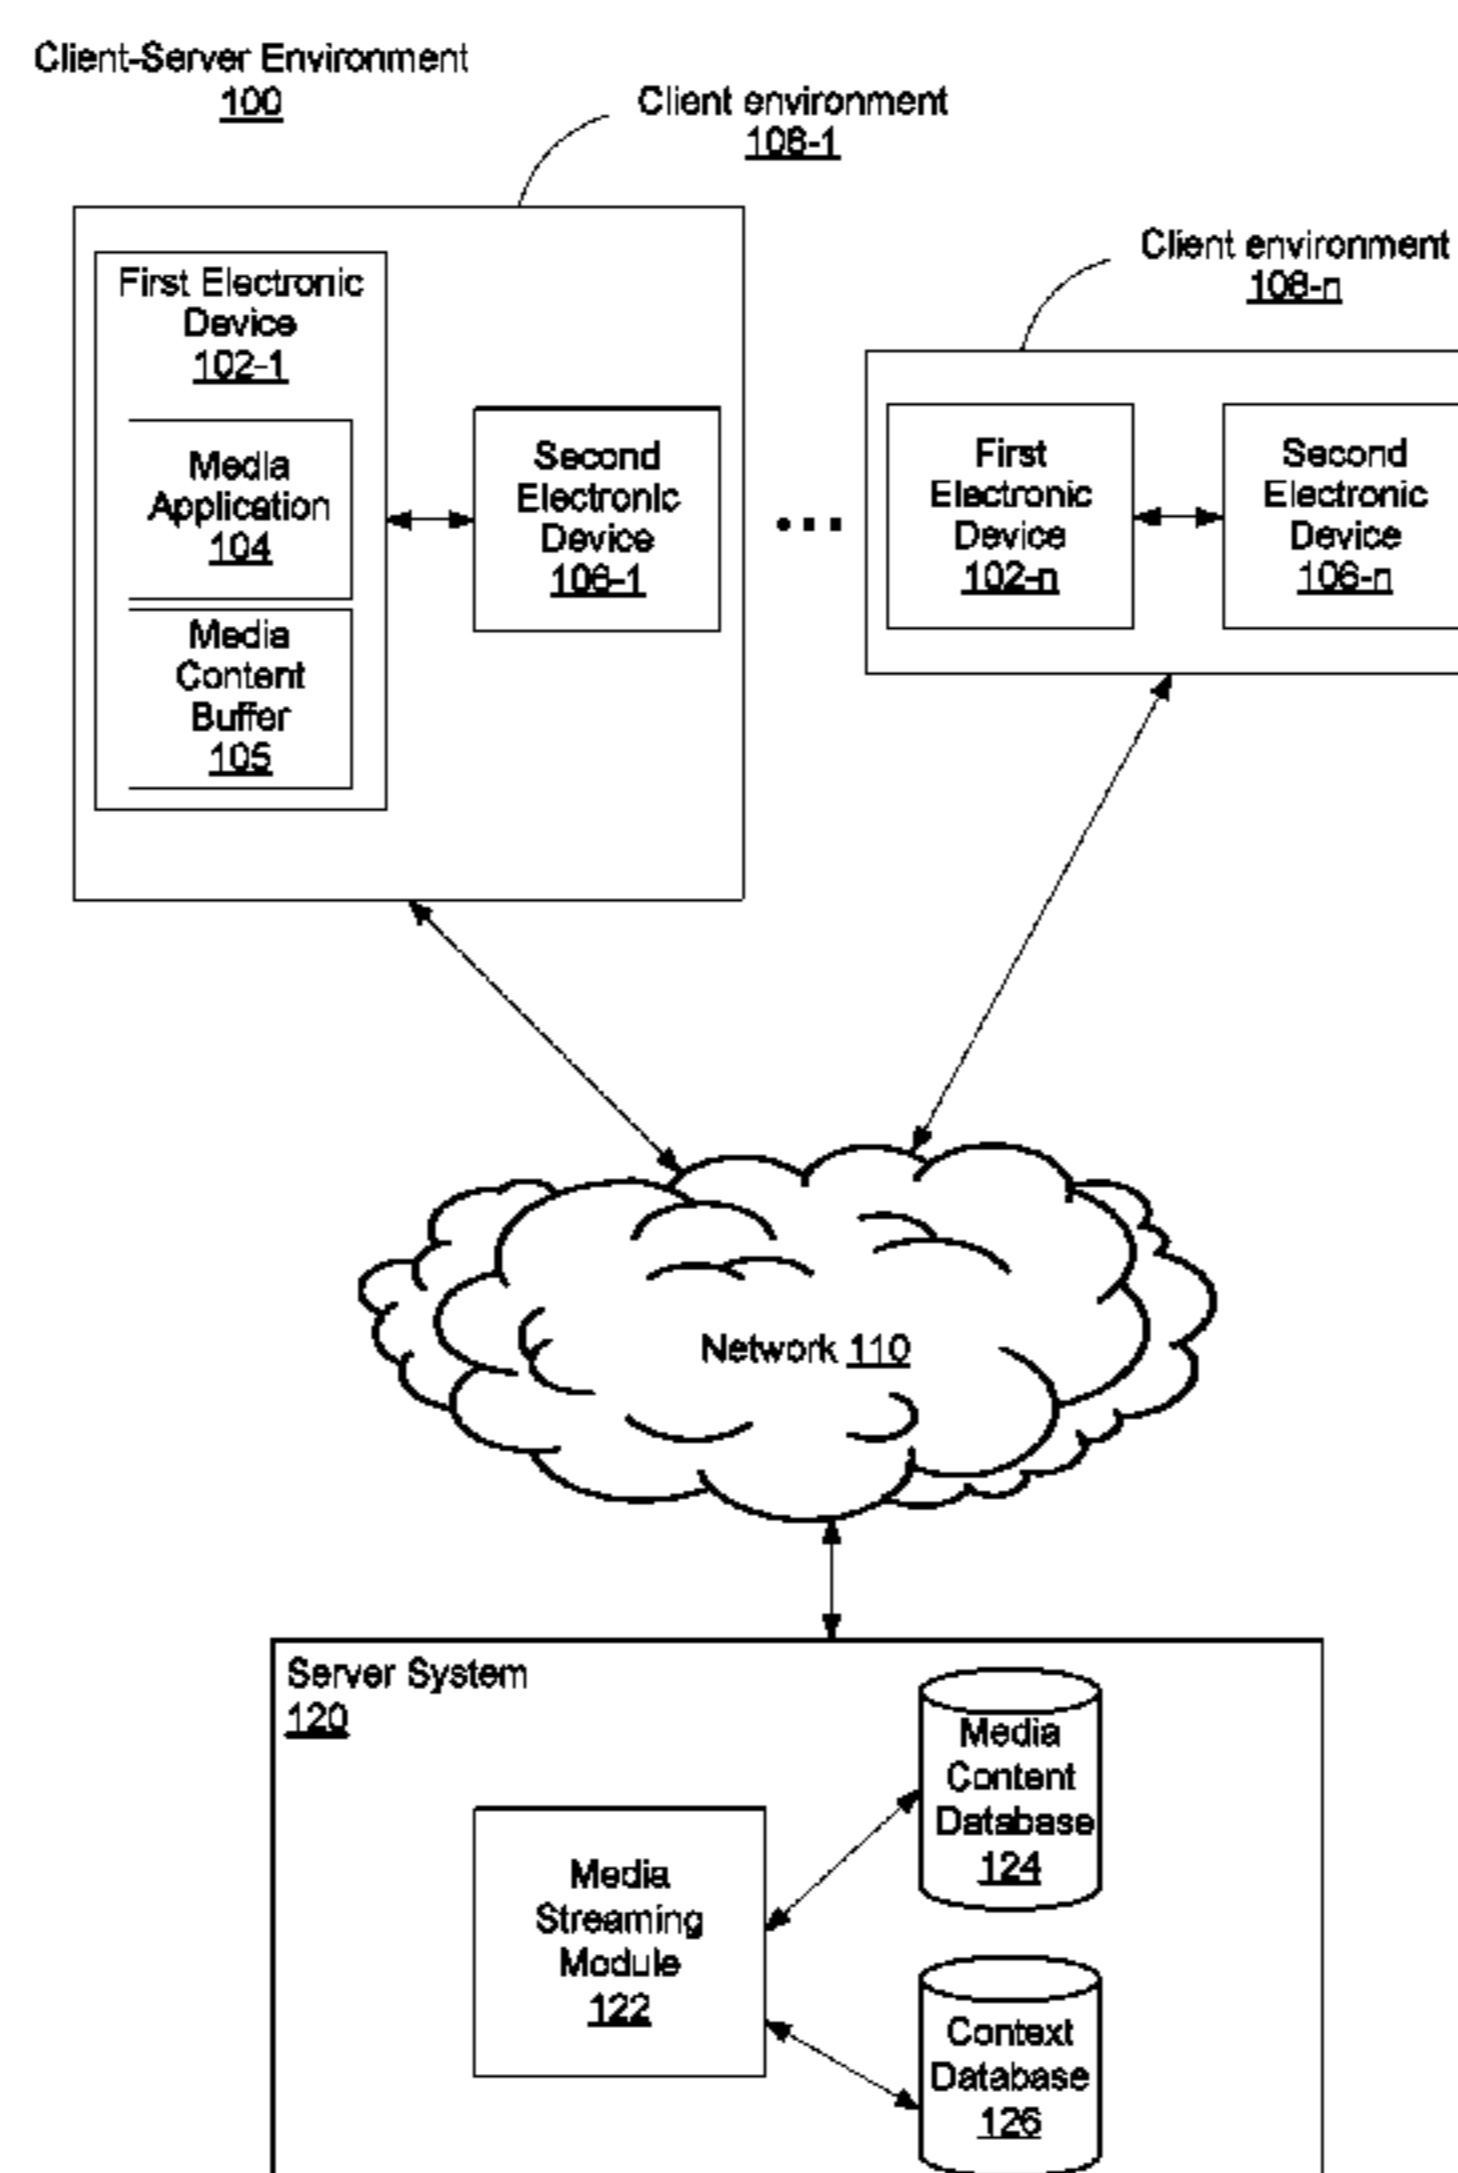 Client-Server Environment
100
Client environment
108-1
Client environment
108-n
First Electronic
Device
102-1
Media
Application
104
Media
Content
Buffer
105
Second
Electronic
Device
106-1
First
Electronic
Device
102-n
Second
Electronic
Device
106-n
Network 110
Server System
120
Media
Streaming
Module
122
Media
Content
Database
124
Context
Database
126